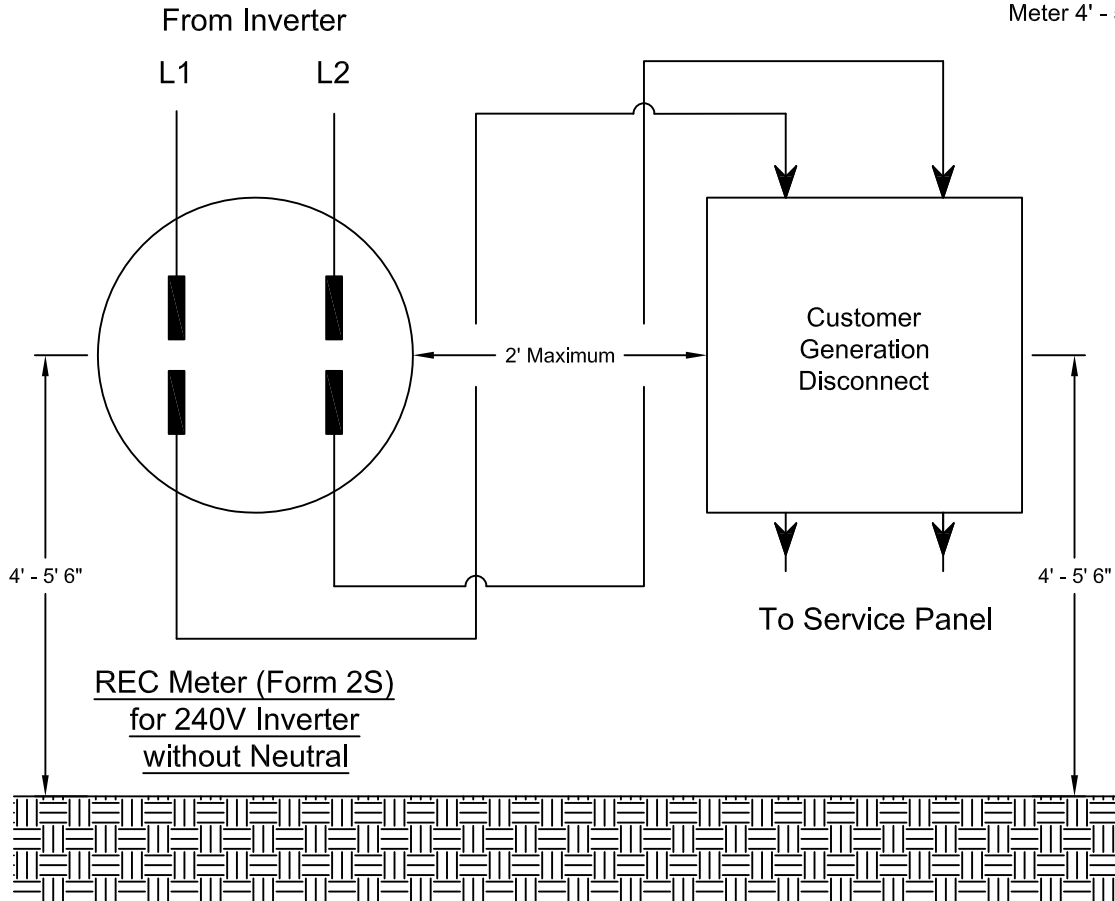 From Inverter
Meter 4' -
L1 L2
Customer
Generation
Disconnect
2' Maximum
4' - 5' 6"
4' - 5' 6"
To Service Panel
REC Meter (Form 2S)
for 240V Inverter
without Neutral